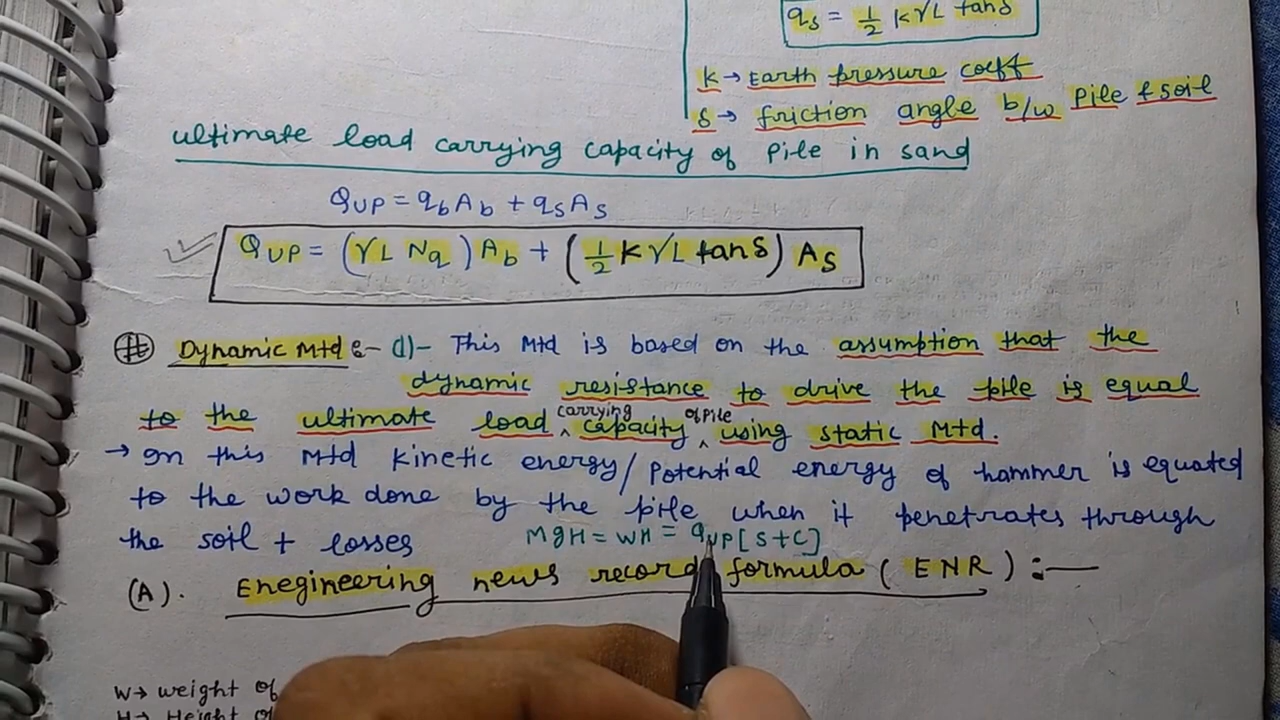 qs = 1/2 KγL tanδ
K → Earth pressure coeff
δ → friction angle b/w Pile & soil
ultimate load carrying capacity of Pile in sand
QUP = qbAb + qsAs
QUP = (γL Nq) Ab + (1/2 KγL tanδ) As
# Dynamic Mtd :- d)- This Mtd is based on the assumption that the
dynamic resistance to drive the pile is equal
to the ultimate load carrying capacity of Pile using static Mtd.
→ On this Mtd Kinetic energy/Potential energy of hammer is equated
to the work done by the pile when it penetrates through
the soil + losses MgH = WH = qUP[S+C]
(A). Enegineering news record formula (ENR) :—
W→ weight of
H→ Height of